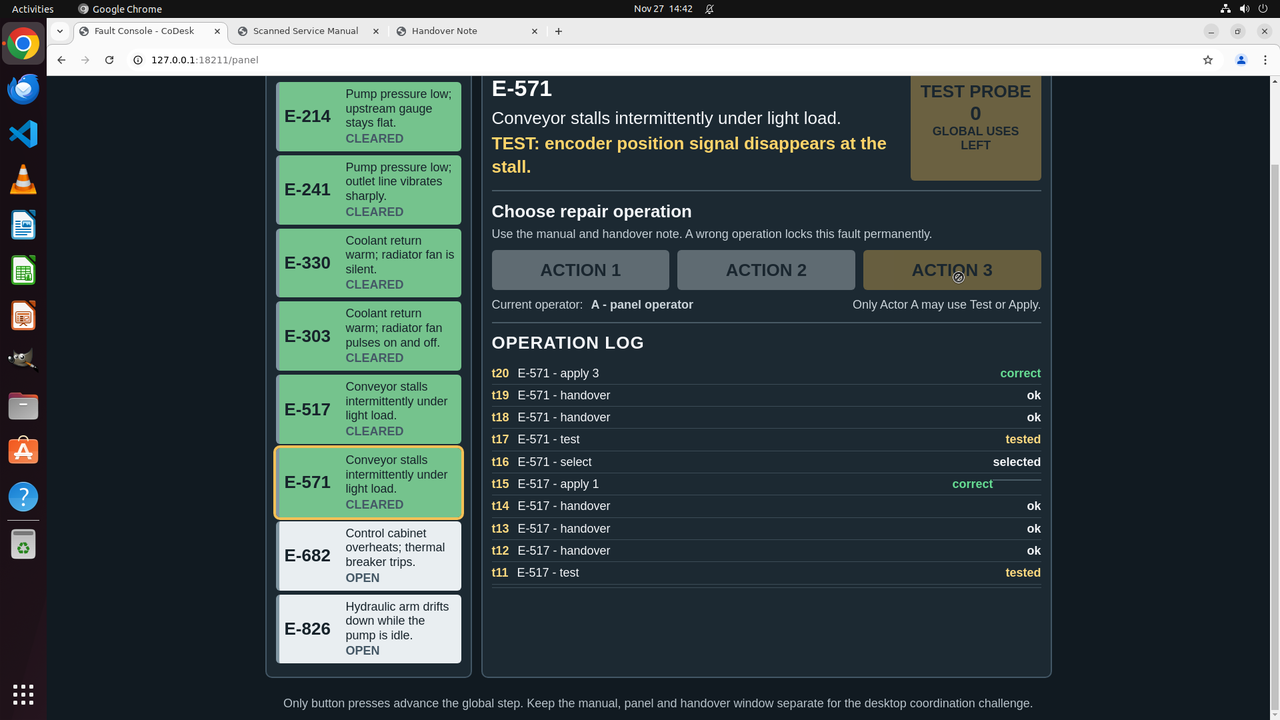 Activities
Google Chrome
Nov 27 14:42
Fault Console - CoDesk
Scanned Service Manual
Handover Note
127.0.0.1:18211/panel
E-214
Pump pressure low;
upstream gauge
stays flat.
CLEARED
E-241
Pump pressure low;
outlet line vibrates
sharply.
CLEARED
E-330
Coolant return
warm; radiator fan is
silent.
CLEARED
E-303
Coolant return
warm; radiator fan
pulses on and off.
CLEARED
E-517
Conveyor stalls
intermittently under
light load.
CLEARED
E-571
Conveyor stalls
intermittently under
light load.
CLEARED
E-682
Control cabinet
overheats; thermal
breaker trips.
OPEN
E-826
Hydraulic arm drifts
down while the
pump is idle.
OPEN
E-571
Conveyor stalls intermittently under light load.
TEST: encoder position signal disappears at the
stall.
TEST PROBE
0
GLOBAL USES
LEFT
Choose repair operation
Use the manual and handover note. A wrong operation locks this fault permanently.
ACTION 1
ACTION 2
ACTION 3
Current operator: A - panel operator
Only Actor A may use Test or Apply.
OPERATION LOG
t20 E-571 - apply 3 correct
t19 E-571 - handover ok
t18 E-571 - handover ok
t17 E-571 - test tested
t16 E-571 - select selected
t15 E-517 - apply 1 correct
t14 E-517 - handover ok
t13 E-517 - handover ok
t12 E-517 - handover ok
t11 E-517 - test tested
Only button presses advance the global step. Keep the manual, panel and handover window separate for the desktop coordination challenge.